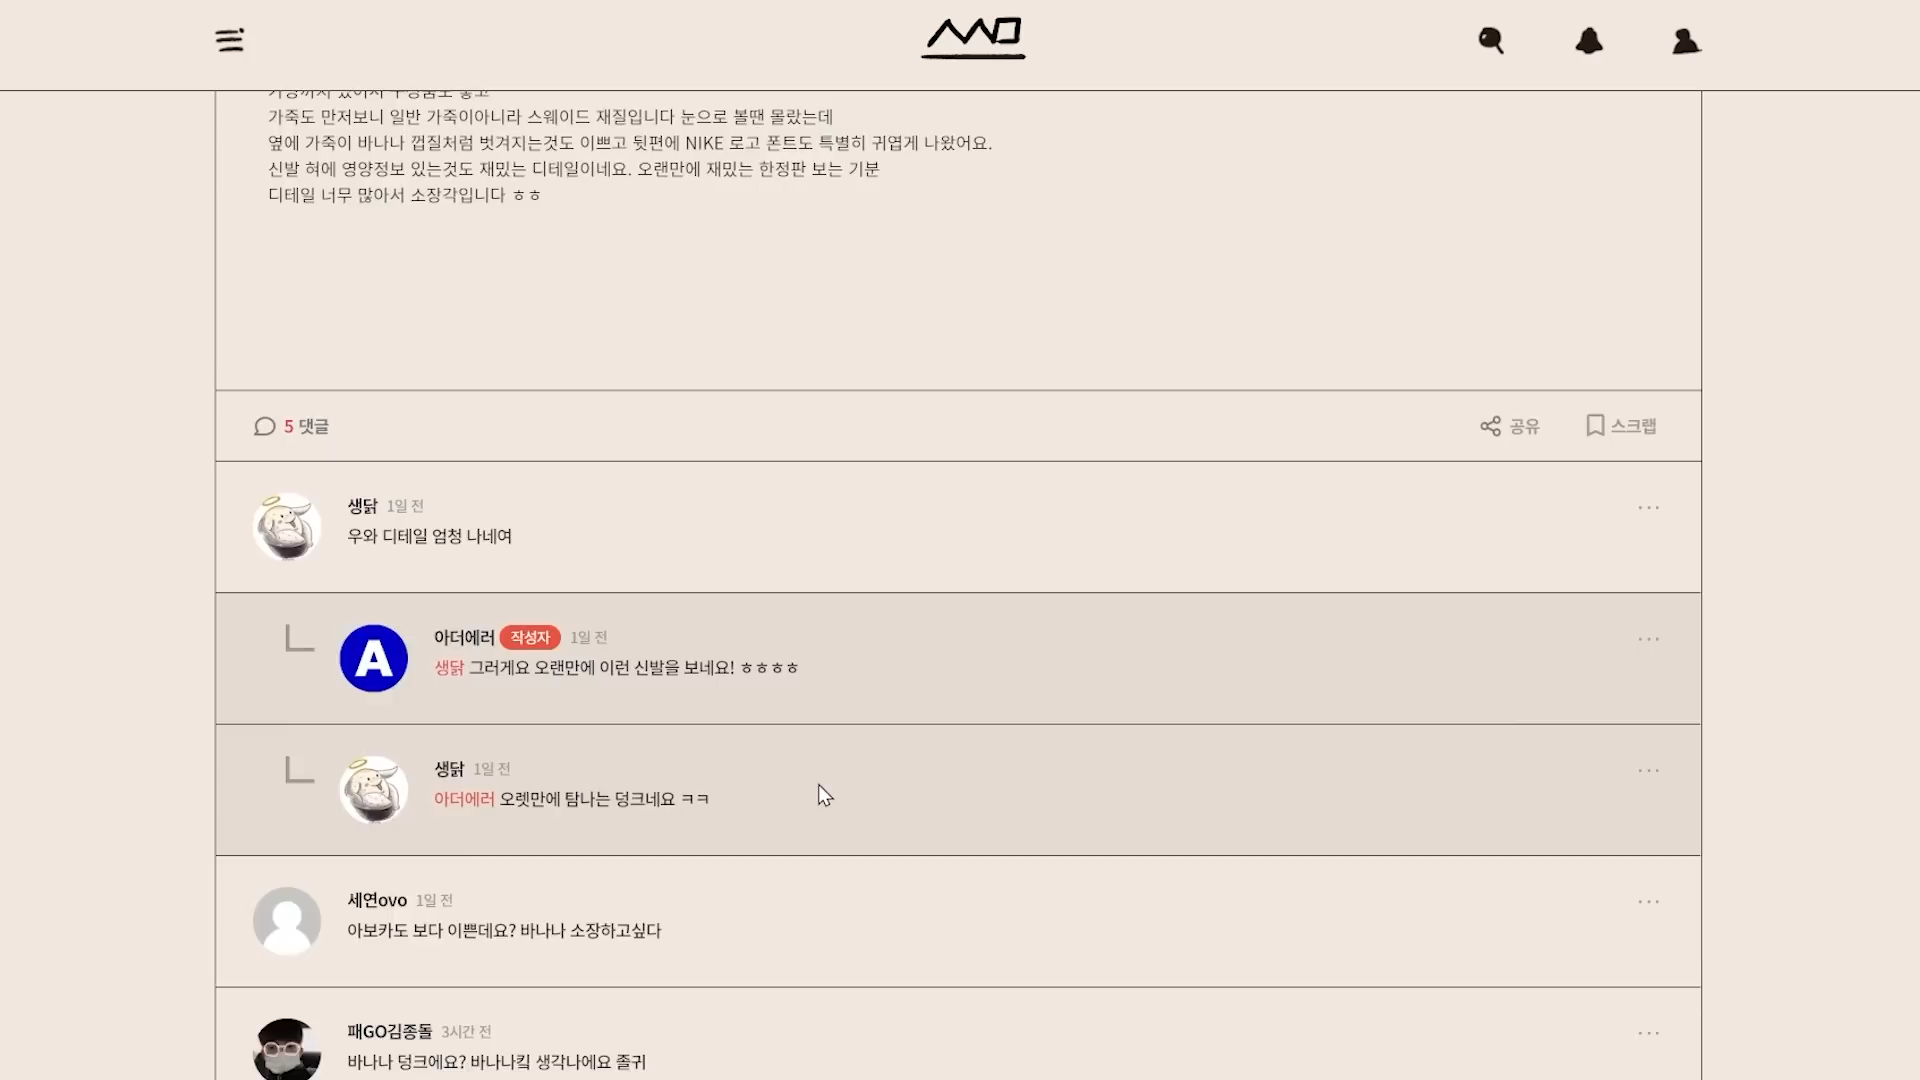 가죽도 만저보니 일반 가죽이아니라 스웨이드 재질입니다 눈으로 볼땐 몰랐는데
옆에 가죽이 바나나 껍질처럼 벗겨지는것도 이쁘고 뒷편에 NIKE 로고 폰트도 특별히 귀엽게 나왔어요.
신발 혀에 영양정보 있는것도 재밌는 디테일이네요. 오랜만에 재밌는 한정판 보는 기분
디테일 너무 많아서 소장각입니다 ㅎㅎ
5 댓글
공유
스크랩
생닭 1일 전
우와 디테일 엄청 나네여
A
아더에러 작성자 1일 전
생닭 그러게요 오랜만에 이런 신발을 보네요! ㅎㅎㅎㅎ
생닭 1일 전
아더에러 오렛만에 탐나는 덩크네요 ㅋㅋ
세연ovo 1일 전
아보카도 보다 이쁜데요? 바나나 소장하고싶다
패GO김종돌 3시간 전
바나나 덩크에요? 바나나킼 생각나에요 졸귀